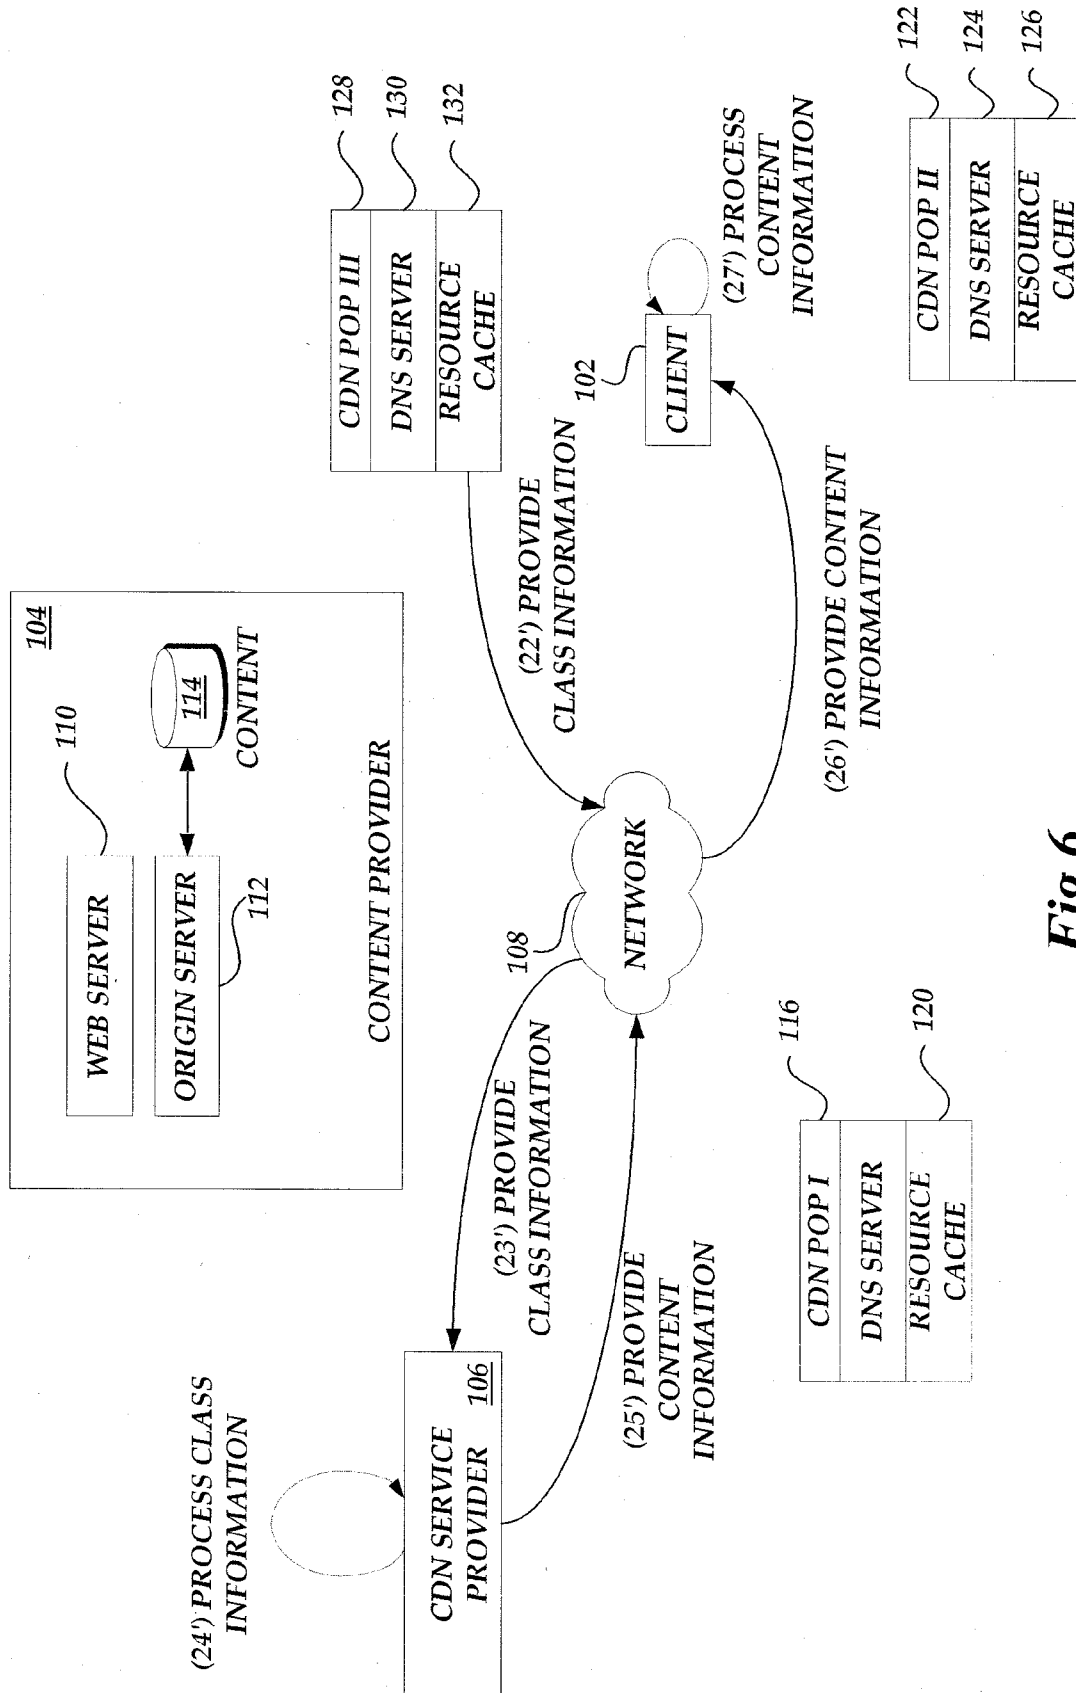 104
WEB SERVER
110
ORIGIN SERVER
112
114
CONTENT
CONTENT PROVIDER
(24') PROCESS CLASS
INFORMATION
CDN SERVICE
PROVIDER
106
(23') PROVIDE
CLASS INFORMATION
(25') PROVIDE
CONTENT
INFORMATION
108
NETWORK
(22') PROVIDE
CLASS INFORMATION
CDN POP III
DNS SERVER
RESOURCE
CACHE
128
130
132
102
CLIENT
(27') PROCESS
CONTENT
INFORMATION
(26') PROVIDE CONTENT
INFORMATION
CDN POP I
DNS SERVER
RESOURCE
CACHE
116
120
CDN POP II
DNS SERVER
RESOURCE
CACHE
122
124
126